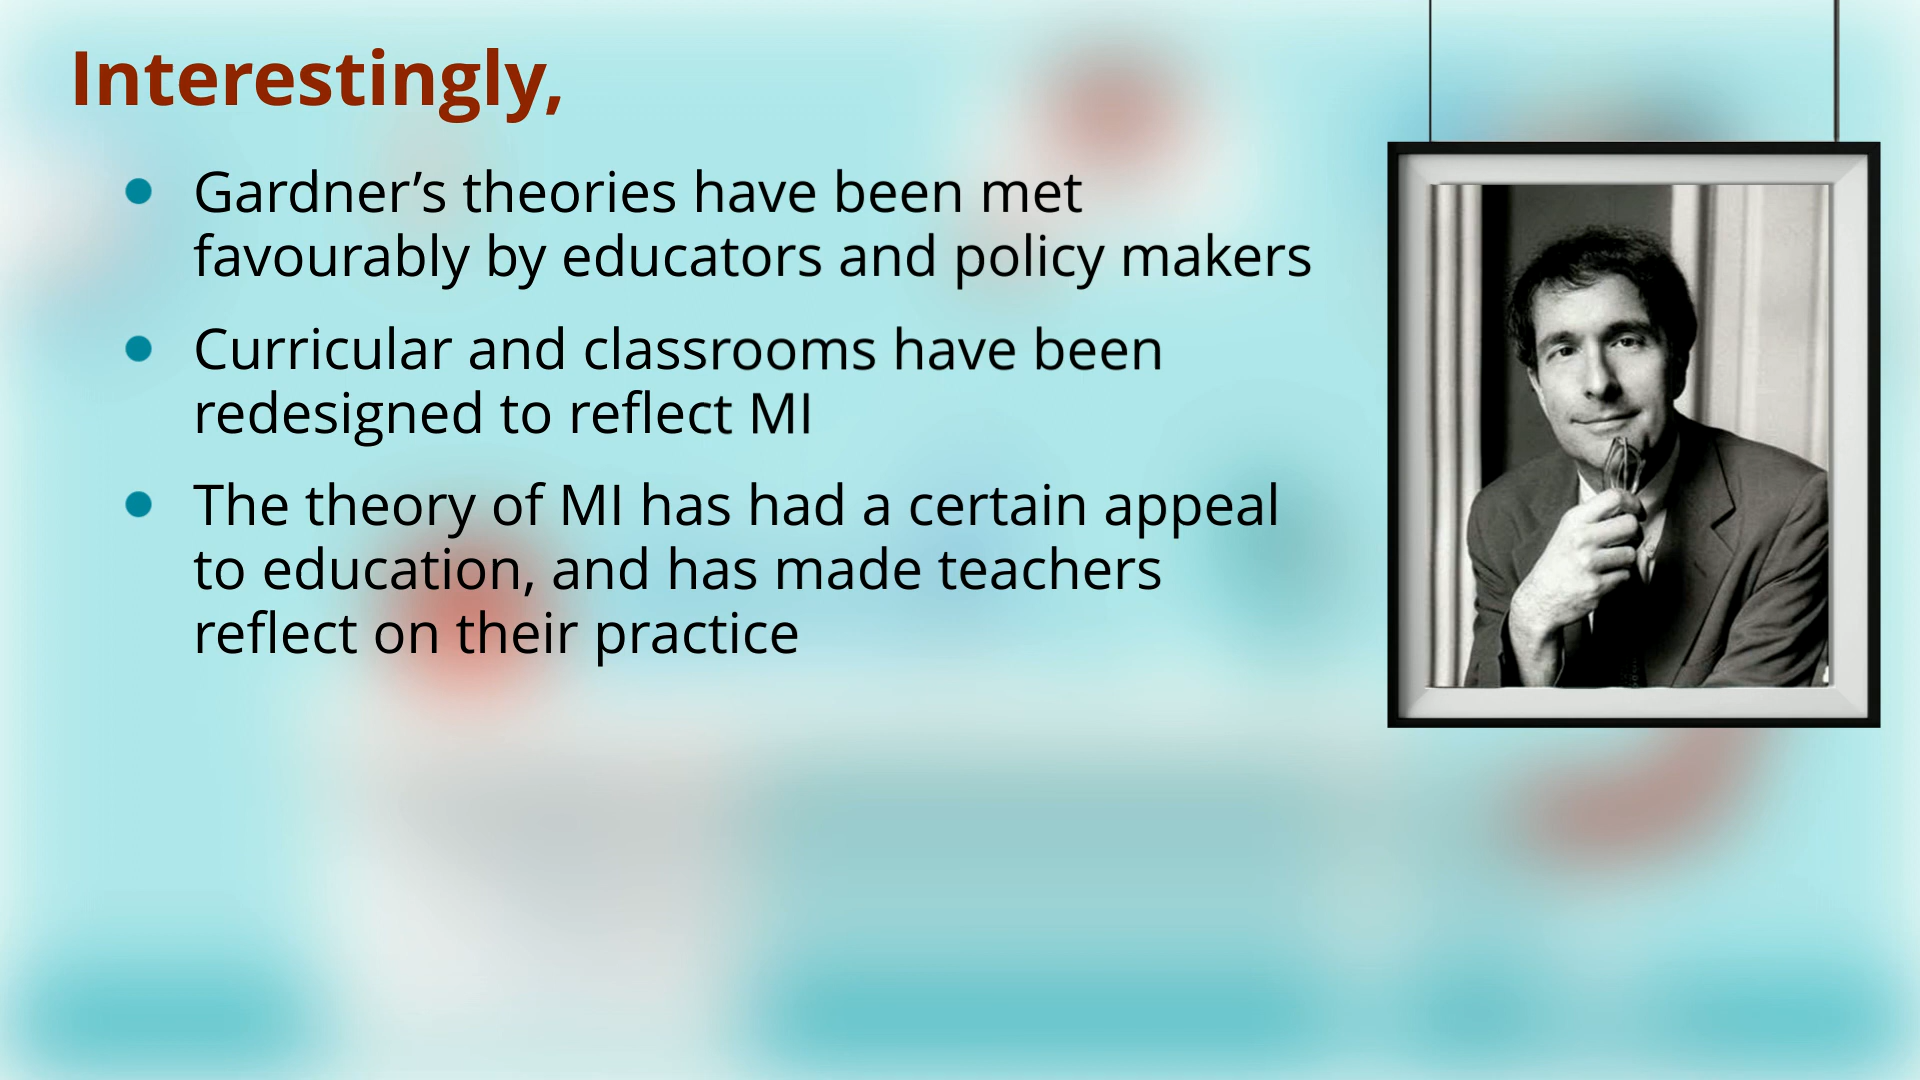 Interestingly,
Gardner’s theories have been met
favourably by educators and policy makers
Curricular and classrooms have been
redesigned to reflect MI
The theory of MI has had a certain appeal
to education, and has made teachers
reflect on their practice